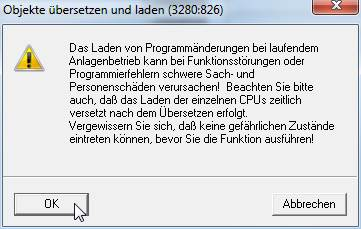 Objekte übersetzen und laden (3280:826)
Das Laden von Programmänderungen bei laufendem
Anlagenbetrieb kann bei Funktionsstörungen oder
Programmierfehlern schwere Sach- und
Personenschäden verursachen!  Beachten Sie bitte
auch, daß das Laden der einzelnen CPUs zeitlich
versetzt nach dem Übersetzen erfolgt.
Vergewissern Sie sich, daß keine gefährlichen Zustände
eintreten können, bevor Sie die Funktion ausführen!
OK
Abbrechen